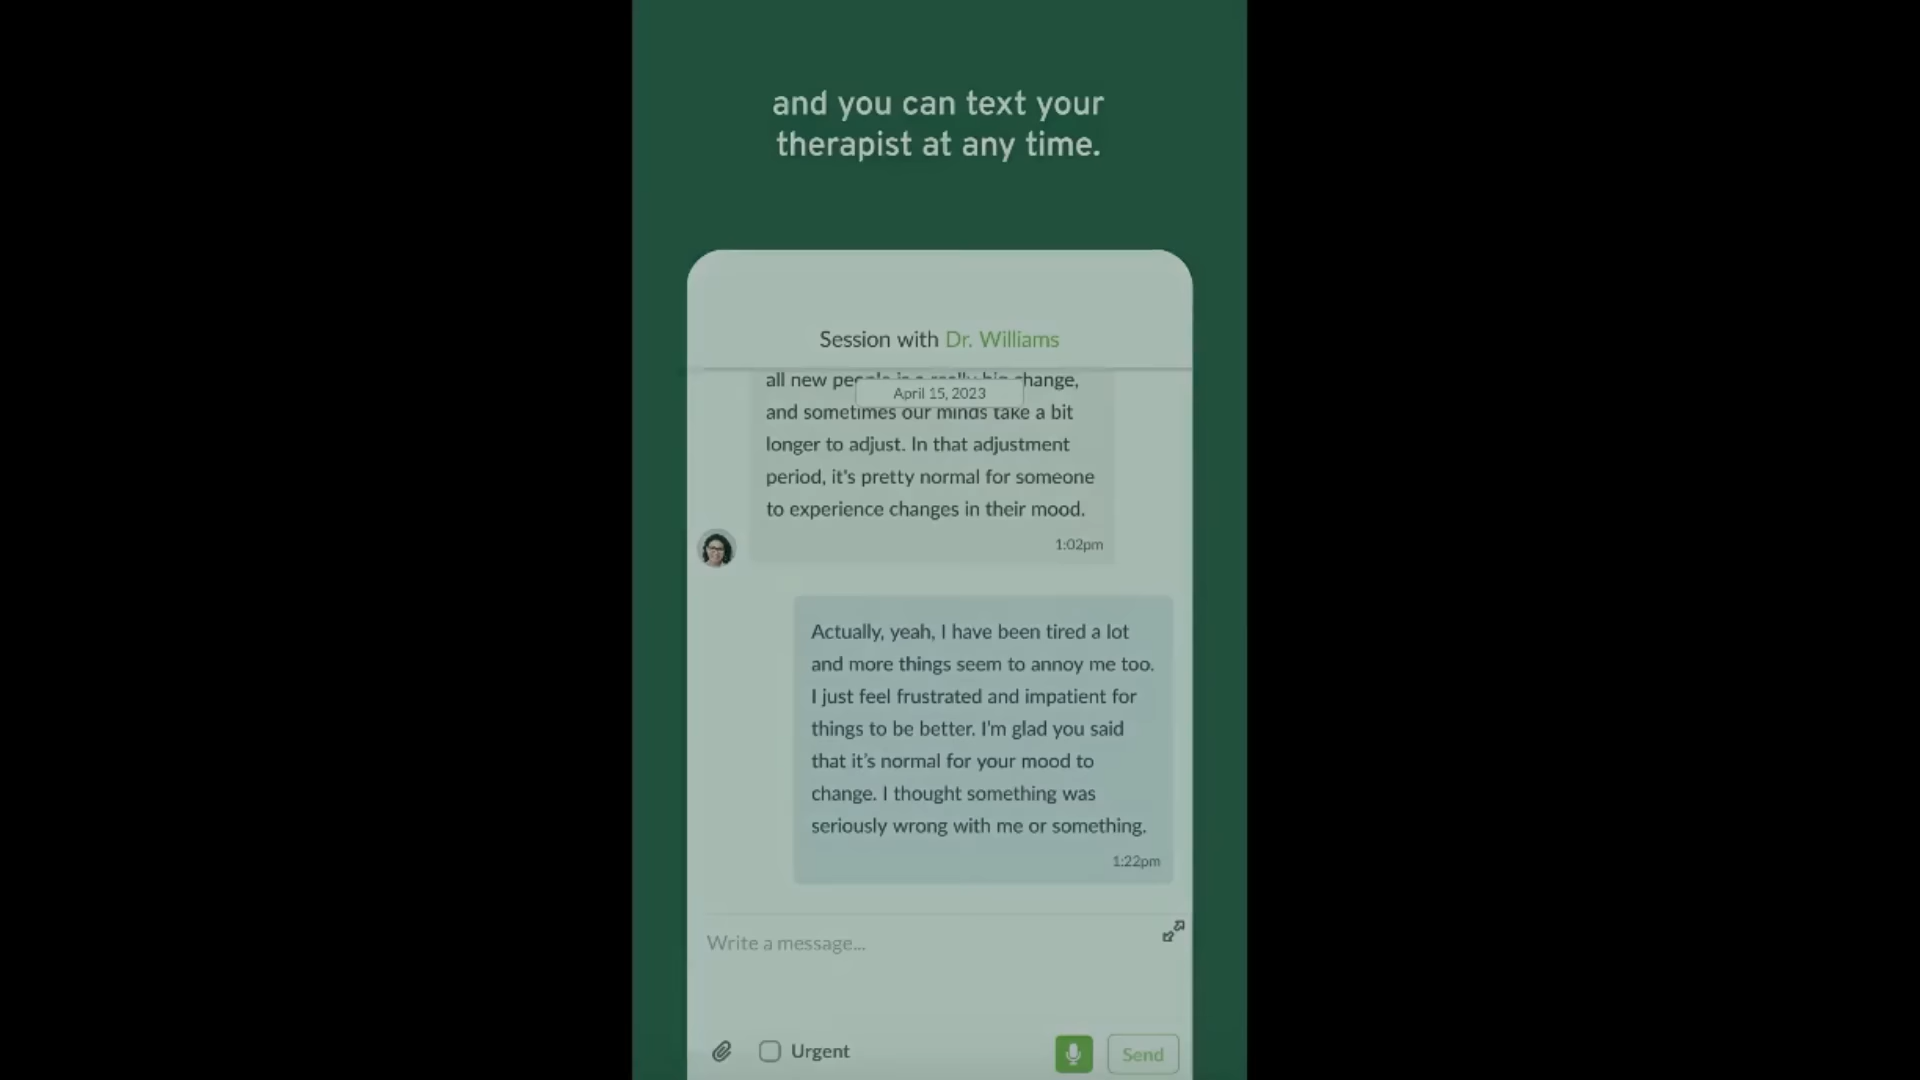 and you can text your
therapist at any time.
Session with Dr. Williams
all new change,
April 15, 2023
and sometimes our minds take a bit
longer to adjust. In that adjustment
period, it's pretty normal for someone
to experience changes in their mood.
1:02pm
Actually, yeah, I have been tired a lot
and more things seem to annoy me too.
I just feel frustrated and impatient for
things to be better. I'm glad you said
that it's normal for your mood to
change. I thought something was
seriously wrong with me or something.
1:22pm
Write a message...
Urgent
Send